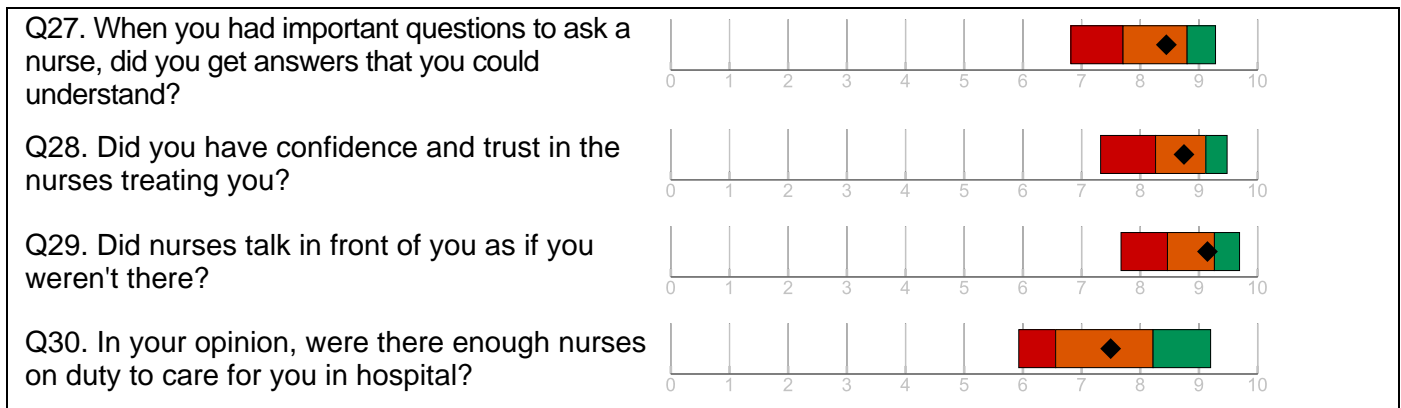 Q27. When you had important questions to ask a
nurse, did you get answers that you could
understand?
0 1 2 3 4 5 6 7 8 9 10
Q28. Did you have confidence and trust in the
nurses treating you?
0 1 2 3 4 5 6 7 8 9 10
Q29. Did nurses talk in front of you as if you
weren't there?
0 1 2 3 4 5 6 7 8 9 10
Q30. In your opinion, were there enough nurses
on duty to care for you in hospital?
0 1 2 3 4 5 6 7 8 9 10